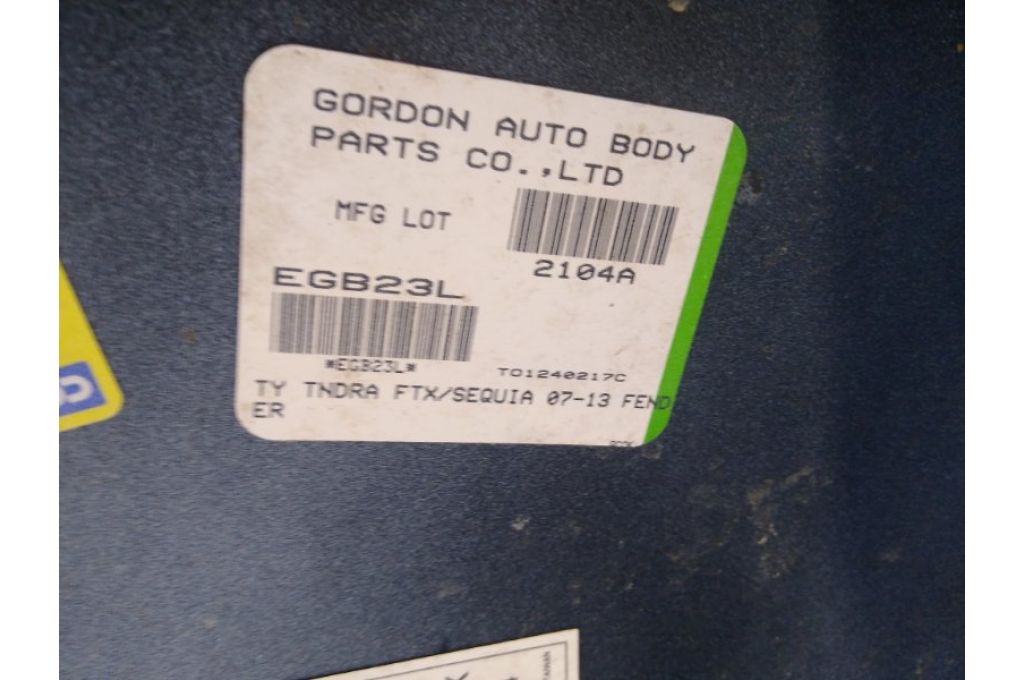 GORDON AUTO BODY
PARTS CO.,LTD
MFG LOT
2104A
EGB23L
*EGB23L*
TO1240217C
TY TNDRA FTX/SEQUIA 07-13 FEND
ER
TAIWAN